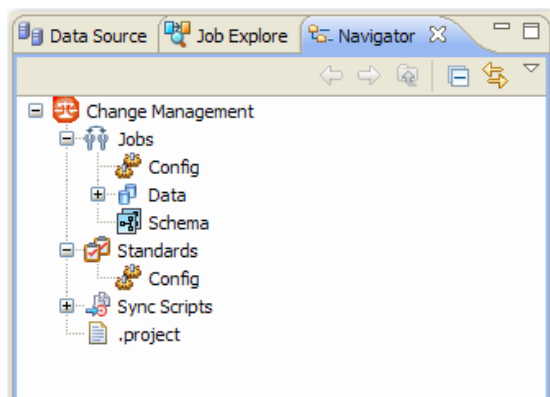 Data Source Job Explore Navigator
Change Management
Jobs
Config
Data
Schema
Standards
Config
Sync Scripts
.project